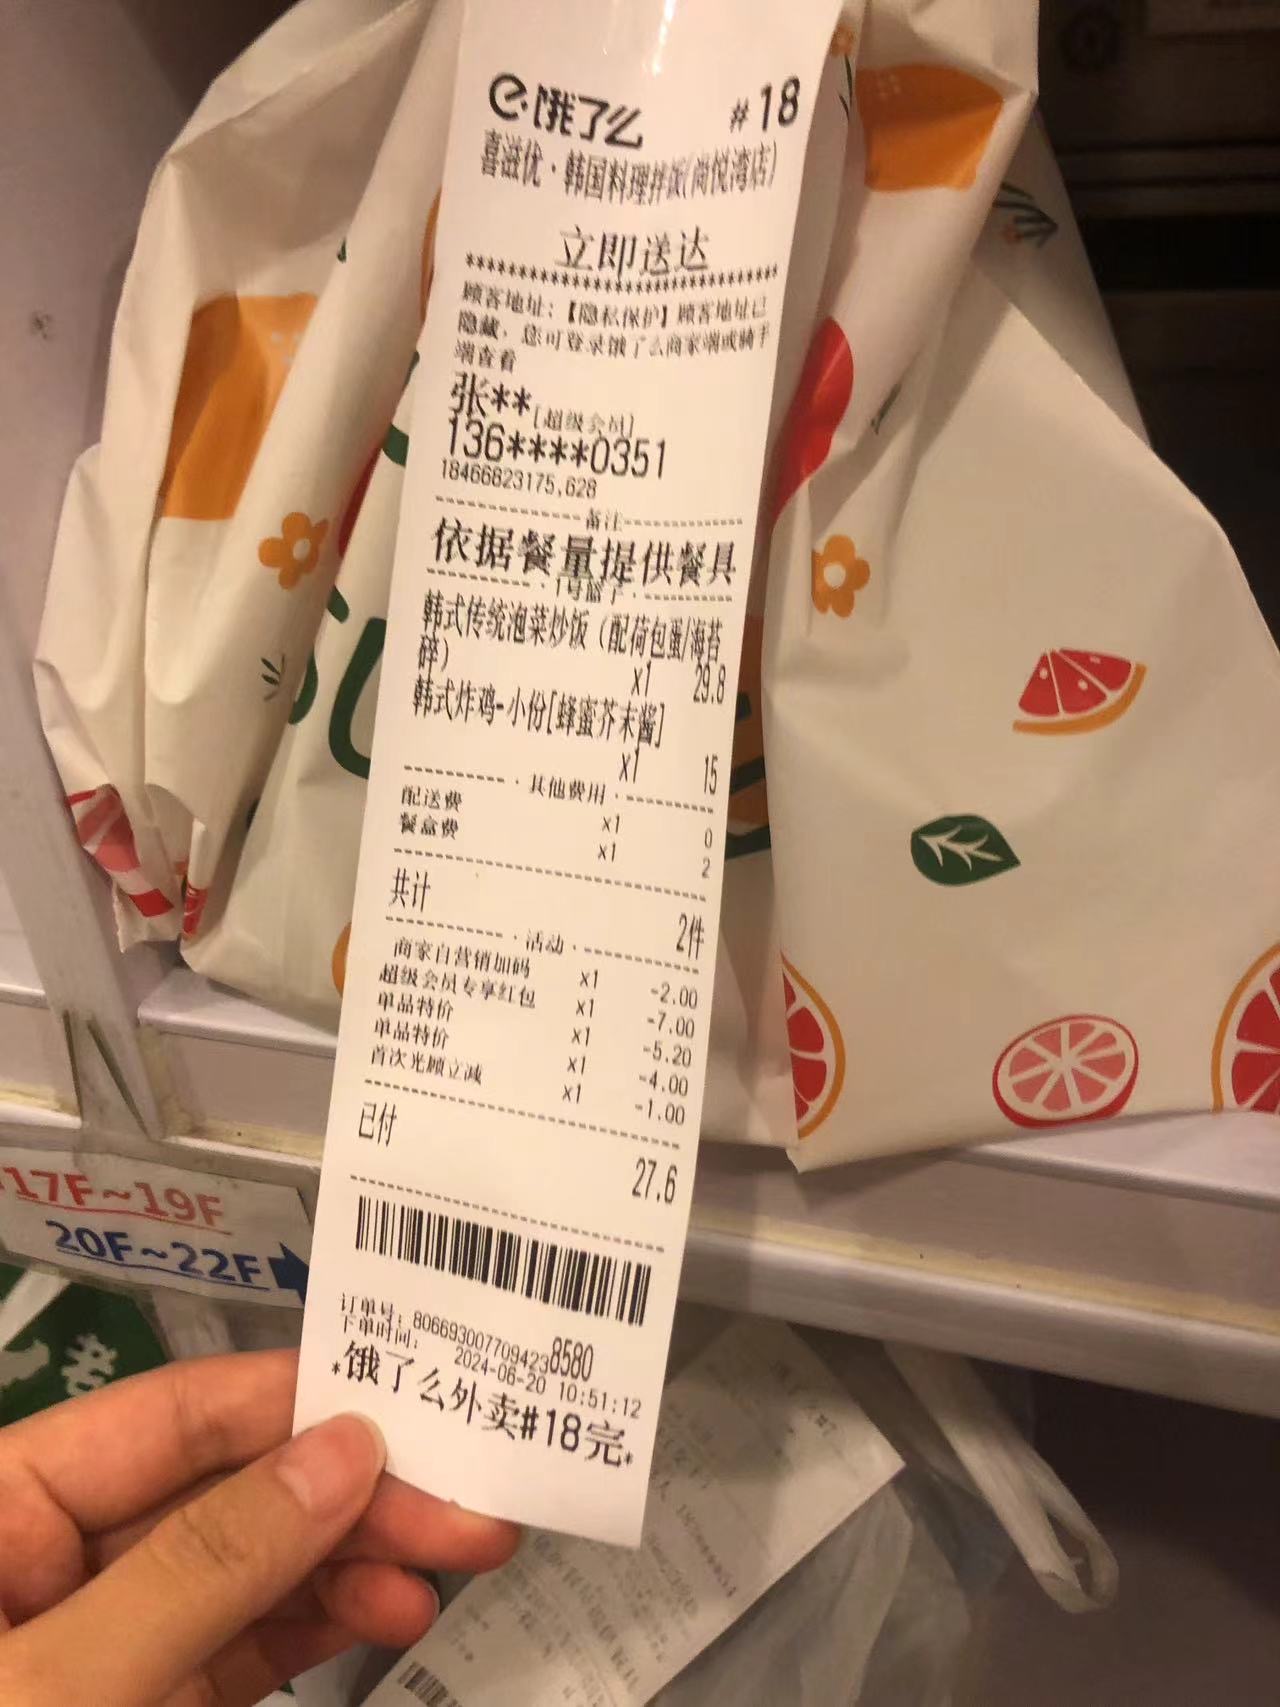 饿了么 #18
喜滋优·韩国料理拌饭(尚悦湾店)
立即送达
********************************
顾客地址：【隐私保护】顾客地址已
隐藏，您可登录饿了么商家端或骑手
端查看
张**[超级会员]
136****0351
18466823175,628
备注
依据餐量提供餐具
1号篮子
韩式传统泡菜炒饭（配荷包蛋/海苔
碎）
x1 29.8
韩式炸鸡-小份[蜂蜜芥末酱]
x1 15
其他费用
配送费 x1 0
餐盒费 x1 2
共计 2件
活动
商家自营销加码 x1 -2.00
超级会员专享红包 x1 -7.00
单品特价 x1 -5.20
单品特价 x1 -4.00
首次光顾立减 x1 -1.00
已付 27.6
订单号：8066930077094238580
下单时间：2024-06-20 10:51:12
*饿了么外卖#18完*
17F~19F
20F~22F